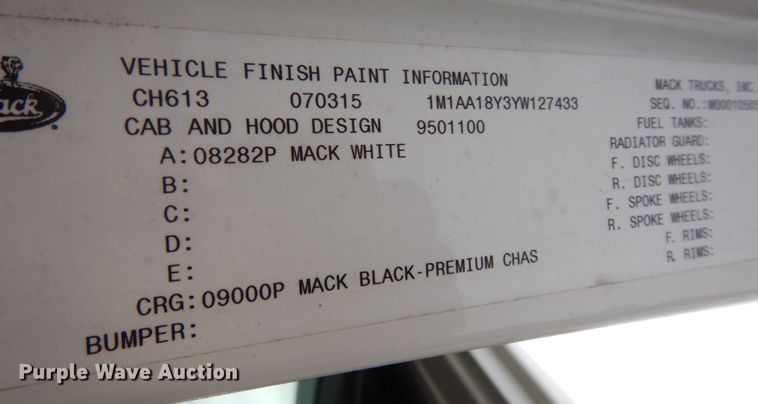 Mack
VEHICLE FINISH PAINT INFORMATION
CH613 070315 1M1AA18Y3YW127433
CAB AND HOOD DESIGN 9501100
A: 08282P MACK WHITE
B:
C:
D:
E:
CRG: 09000P MACK BLACK-PREMIUM CHAS
BUMPER:
MACK TRUCKS, INC.
SEQ. NO.:W00010505
FUEL TANKS:
RADIATOR GUARD:
F. DISC WHEELS:
R. DISC WHEELS:
F. SPOKE WHEELS:
R. SPOKE WHEELS:
F. RIMS:
R. RIMS:
Purple Wave Auction